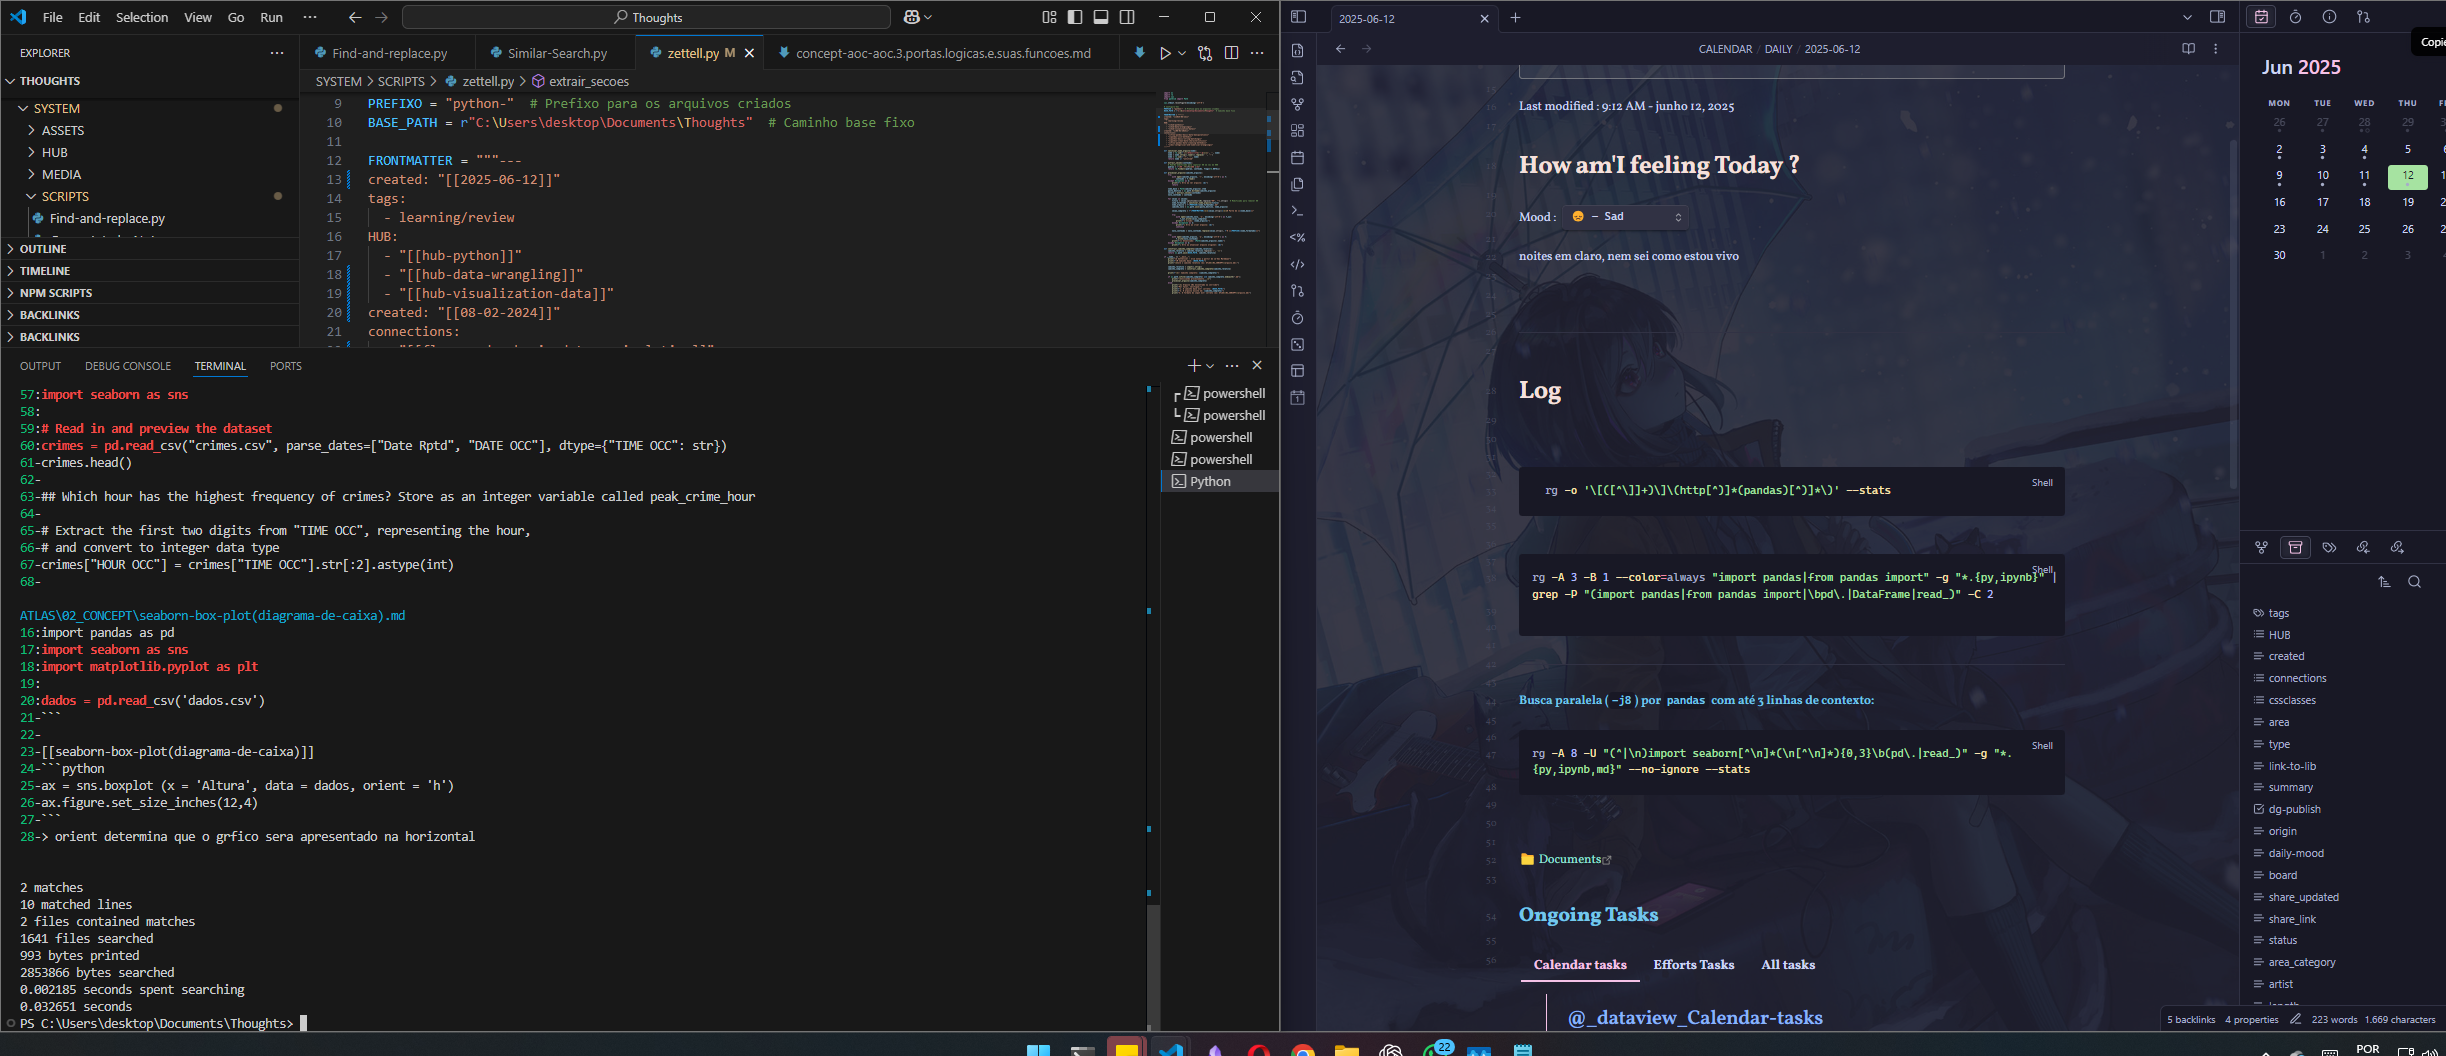 File Edit Selection View Go Run ··· Thoughts
EXPLORER
THOUGHTS
SYSTEM
ASSETS
HUB
MEDIA
SCRIPTS
Find-and-replace.py
OUTLINE
TIMELINE
NPM SCRIPTS
BACKLINKS
BACKLINKS
Find-and-replace.py Similar-Search.py zettell.py M concept-aoc-aoc.3.portas.logicas.e.suas.funcoes.md
SYSTEM > SCRIPTS > zettell.py > extrair_secoes
9 PREFIXO = "python-" # Prefixo para os arquivos criados
10 BASE_PATH = r"C:\Users\desktop\Documents\Thoughts" # Caminho base fixo
11
12 FRONTMATTER = """---
13 created: "[[2025-06-12]]"
14 tags:
15 - learning/review
16 HUB:
17 - "[[hub-python]]"
18 - "[[hub-data-wrangling]]"
19 - "[[hub-visualization-data]]"
20 created: "[[08-02-2024]]"
21 connections:
OUTPUT DEBUG CONSOLE TERMINAL PORTS
57:import seaborn as sns
58:
59:# Read in and preview the dataset
60:crimes = pd.read_csv("crimes.csv", parse_dates=["Date Rptd", "DATE OCC"], dtype={"TIME OCC": str})
61-crimes.head()
62-
63-## Which hour has the highest frequency of crimes? Store as an integer variable called peak_crime_hour
64-
65-# Extract the first two digits from "TIME OCC", representing the hour,
66-# and convert to integer data type
67-crimes["HOUR OCC"] = crimes["TIME OCC"].str[:2].astype(int)
68-
ATLAS\02_CONCEPT\seaborn-box-plot(diagrama-de-caixa).md
16:import pandas as pd
17:import seaborn as sns
18:import matplotlib.pyplot as plt
19:
20:dados = pd.read_csv('dados.csv')
21-```
22-
23-[[seaborn-box-plot(diagrama-de-caixa)]]
24-```python
25-ax = sns.boxplot (x = 'Altura', data = dados, orient = 'h')
26-ax.figure.set_size_inches(12,4)
27-```
28-> orient determina que o grfico sera apresentado na horizontal
2 matches
10 matched lines
2 files contained matches
1641 files searched
993 bytes printed
2853866 bytes searched
0.002185 seconds spent searching
0.032651 seconds
PS C:\Users\desktop\Documents\Thoughts>
powershell
powershell
powershell
powershell
Python
2025-06-12
CALENDAR / DAILY / 2025-06-12
Last modified : 9:12 AM - junho 12, 2025
How am'I feeling Today ?
Mood : – Sad
noites em claro, nem sei como estou vivo
Log
Shell
rg -o '\[([^\]]+)\]\(http[^)]*(pandas)[^)]*\)' --stats
Shell
rg -A 3 -B 1 --color=always "import pandas|from pandas import" -g "*.{py,ipynb}" |
grep -P "(import pandas|from pandas import|\bpd\.|DataFrame|read_)" -C 2
Busca paralela ( -j8 ) por pandas com até 3 linhas de contexto:
Shell
rg -A 8 -U "(^|\n)import seaborn[^\n]*(\n[^\n]*){0,3}\b(pd\.|read_)" -g "*.
{py,ipynb,md}" --no-ignore --stats
Documents
Ongoing Tasks
Calendar tasks Efforts Tasks All tasks
@_dataview_Calendar-tasks
Copie
Jun 2025
MON TUE WED THU
26 27 28 29
2 3 4 5
9 10 11 12
16 17 18 19
23 24 25 26
30 1 2 3
tags
HUB
created
connections
cssclasses
area
type
link-to-lib
summary
dg-publish
origin
daily-mood
board
share_updated
share_link
status
area_category
artist
5 backlinks 4 properties 223 words 1.669 characters
22
POR